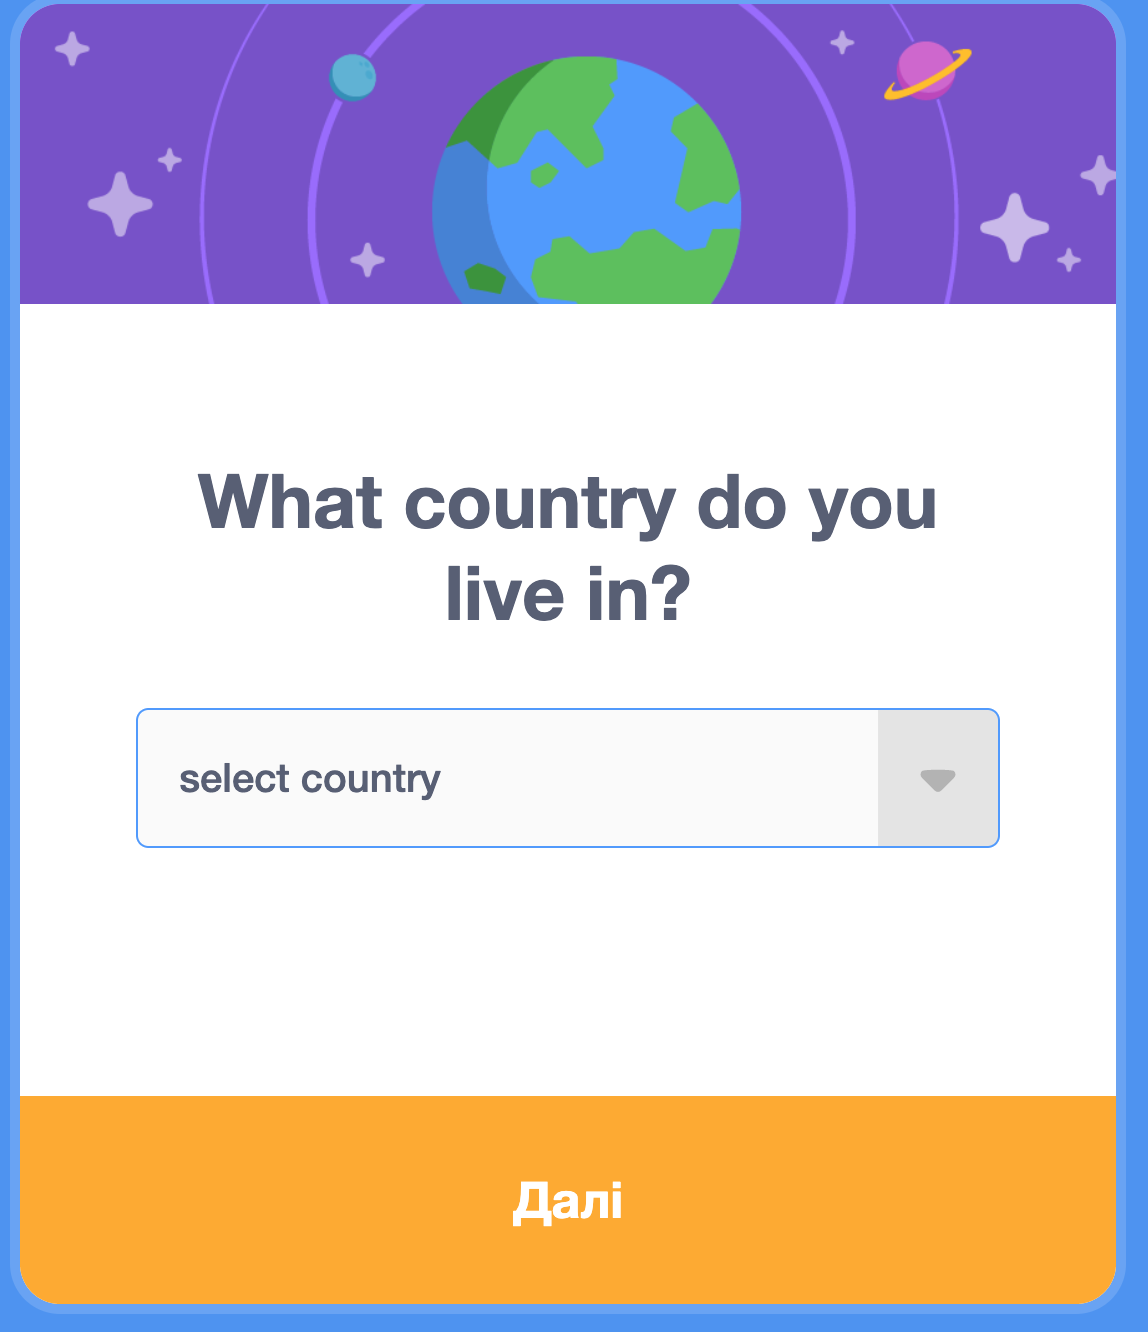 What country do you
live in?
select country
Далі